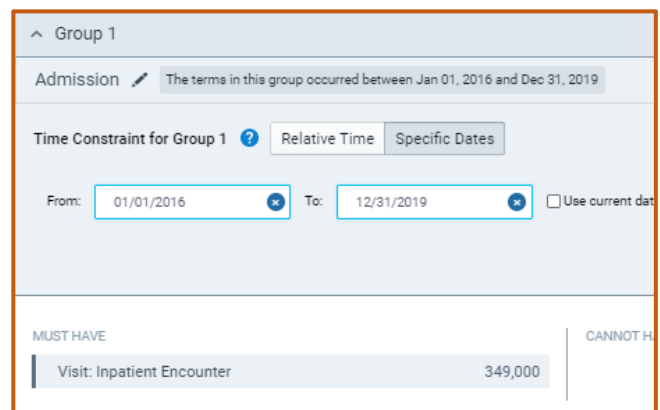 Group 1
Admission The terms in this group occurred between Jan 01, 2016 and Dec 31, 2019
Time Constraint for Group 1 ? Relative Time Specific Dates
From: 01/01/2016 To: 12/31/2019 Use current dat
MUST HAVE CANNOT H
Visit: Inpatient Encounter 349,000